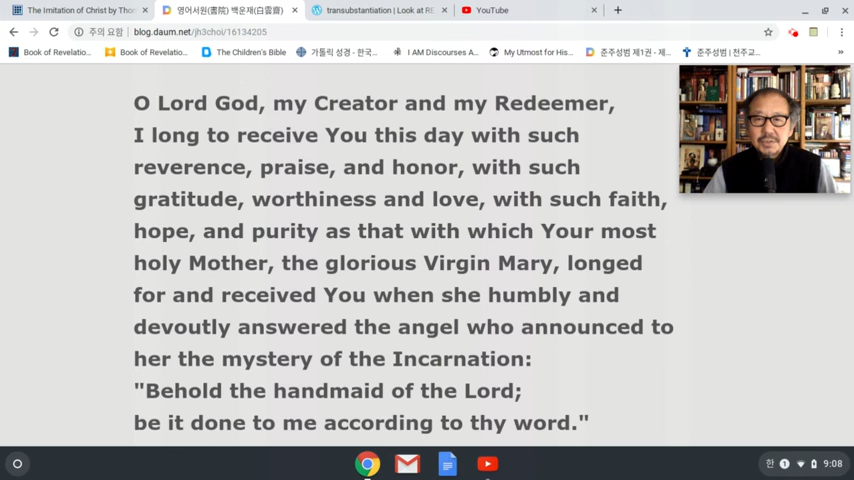 The Imitation of Christ by Thon
영어서원(書院) 백운재(白雲齋)
transubstantiation | Look at RE
YouTube
주의 요함
blog.daum.net/jh3choi/16134205
Book of Revelatio...
Book of Revelatio...
The Children's Bible
가톨릭 성경 - 한국...
I AM Discourses A...
My Utmost for His...
준주성범 제1권 - 제...
준주성범 | 천주교...
O Lord God, my Creator and my Redeemer,
I long to receive You this day with such
reverence, praise, and honor, with such
gratitude, worthiness and love, with such faith,
hope, and purity as that with which Your most
holy Mother, the glorious Virgin Mary, longed
for and received You when she humbly and
devoutly answered the angel who announced to
her the mystery of the Incarnation:
"Behold the handmaid of the Lord;
be it done to me according to thy word."
한
1
9:08